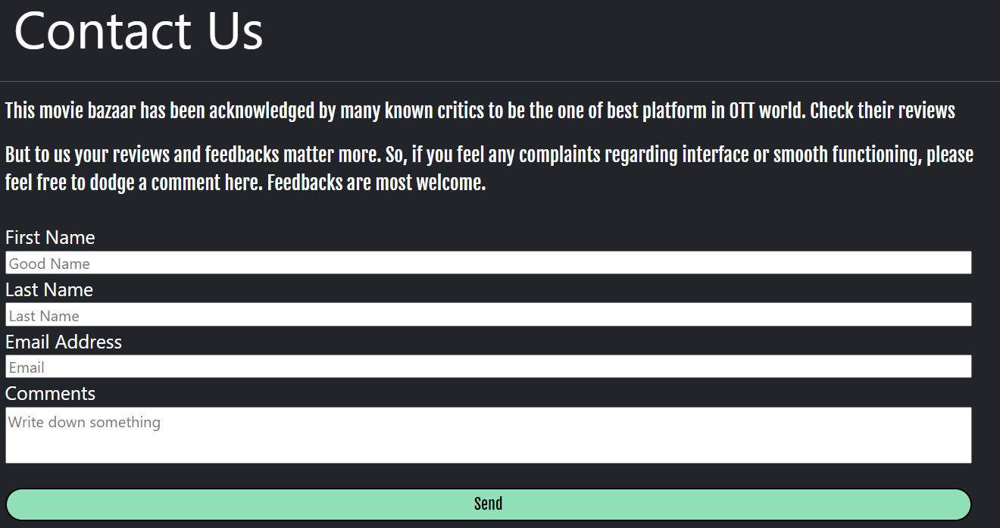 Contact Us
This movie bazaar has been acknowledged by many known critics to be the one of best platform in OTT world. Check their reviews
But to us your reviews and feedbacks matter more. So, if you feel any complaints regarding interface or smooth functioning, please
feel free to dodge a comment here. Feedbacks are most welcome.
First Name
Good Name
Last Name
Last Name
Email Address
Email
Comments
Write down something
Send